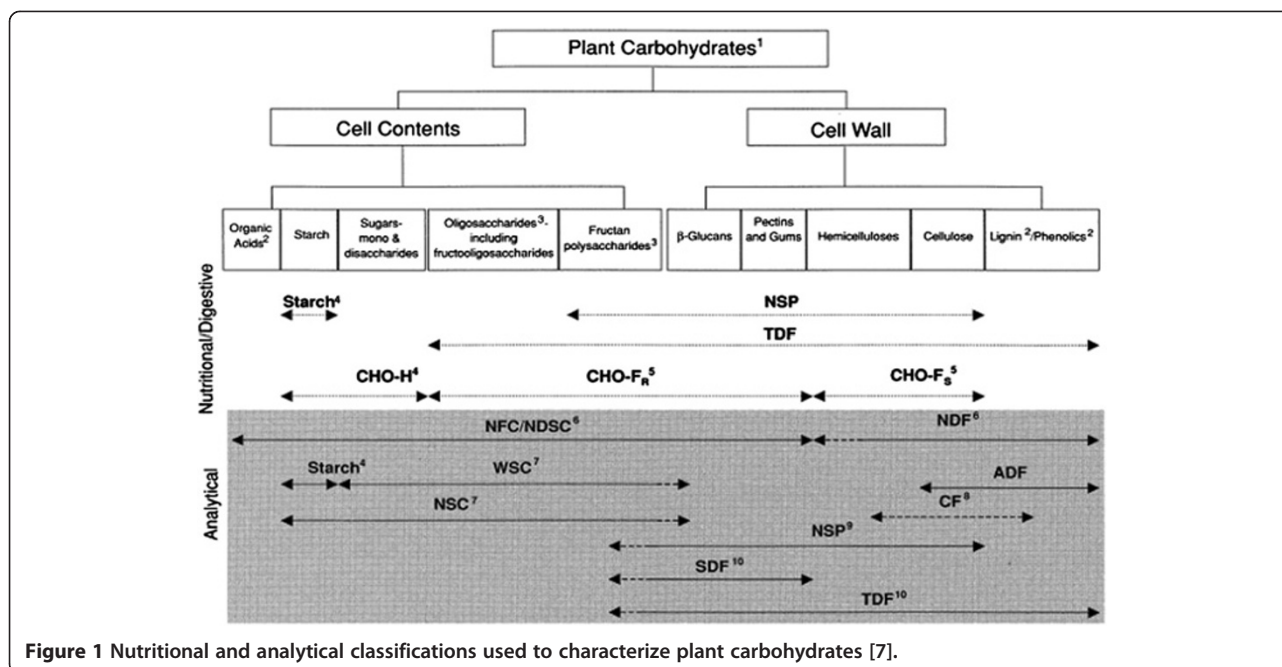 Plant Carbohydrates¹
Cell Contents
Cell Wall
Organic Acids²
Starch
Sugars-mono & disaccharides
Oligosaccharides³-including fructooligosaccharides
Fructan polysaccharides³
β-Glucans
Pectins and Gums
Hemicelluloses
Cellulose
Lignin²/Phenolics²
Nutritional/Digestive
Starch⁴
NSP
TDF
CHO-H⁴
CHO-F_R⁵
CHO-F_S⁵
Analytical
NFC/NDSC⁶
NDF⁶
Starch⁴
WSC⁷
ADF
NSC⁷
CF⁸
NSP⁹
SDF¹⁰
TDF¹⁰
Figure 1 Nutritional and analytical classifications used to characterize plant carbohydrates [7].